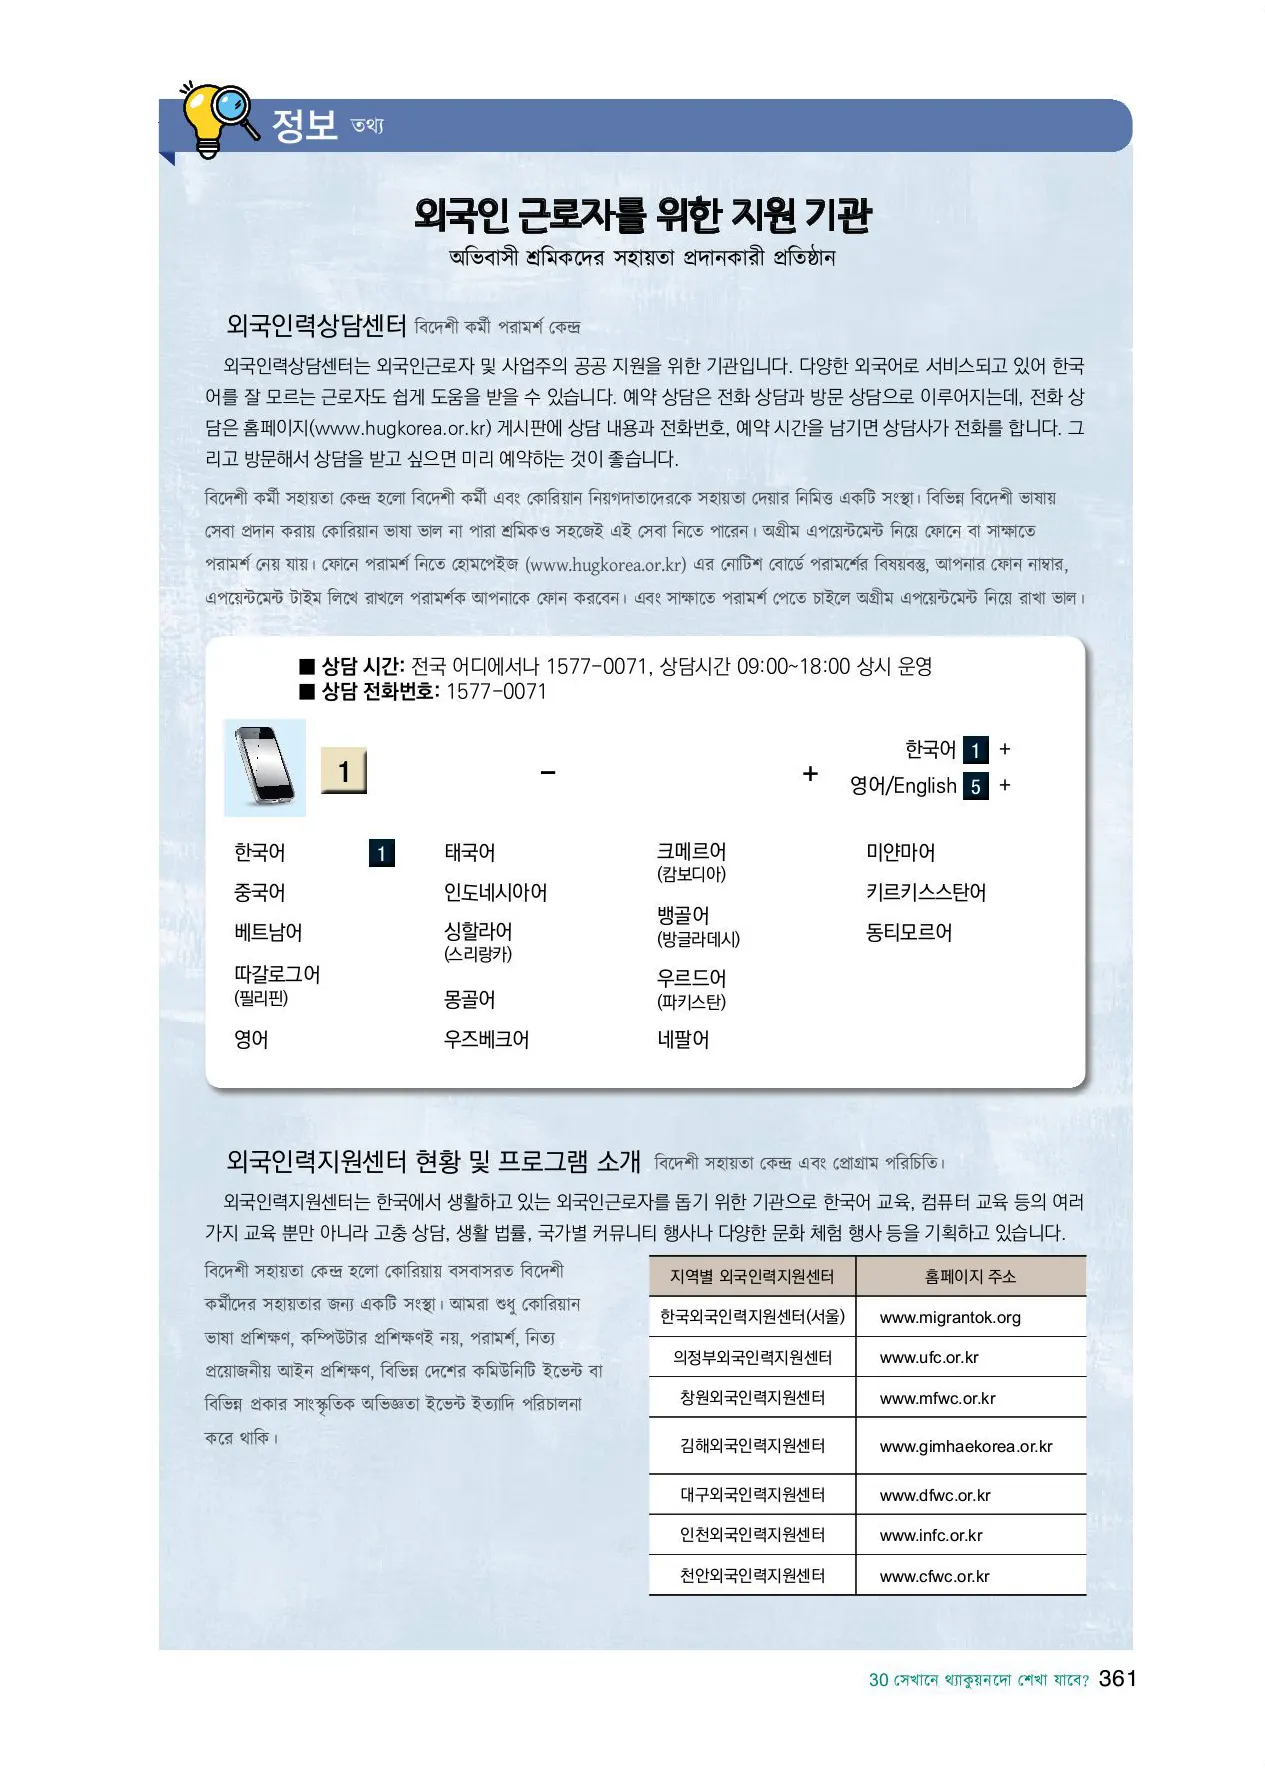 정보 তথ্য
외국인 근로자를 위한 지원 기관
অভিবাসী শ্রমিকদের সহায়তা প্রদানকারী প্রতিষ্ঠান
외국인력상담센터 বিদেশী কর্মী পরামর্শ কেন্দ্র
외국인력상담센터는 외국인근로자 및 사업주의 공공 지원을 위한 기관입니다. 다양한 외국어로 서비스되고 있어 한국
어를 잘 모르는 근로자도 쉽게 도움을 받을 수 있습니다. 예약 상담은 전화 상담과 방문 상담으로 이루어지는데, 전화 상
담은 홈페이지(www.hugkorea.or.kr) 게시판에 상담 내용과 전화번호, 예약 시간을 남기면 상담사가 전화를 합니다. 그
리고 방문해서 상담을 받고 싶으면 미리 예약하는 것이 좋습니다.
বিদেশী কর্মী সহায়তা কেন্দ্র হলো বিদেশী কর্মী এবং কোরিয়ান নিয়গদাতাদেরকে সহায়তা দেয়ার নিমিত্ত একটি সংস্থা। বিভিন্ন বিদেশী ভাষায়
সেবা প্রদান করায় কোরিয়ান ভাষা ভাল না পারা শ্রমিকও সহজেই এই সেবা নিতে পারেন। অগ্রীম এপয়েন্টমেন্ট নিয়ে ফোনে বা সাক্ষাতে
পরামর্শ নেয় যায়। ফোনে পরামর্শ নিতে হোমপেইজ (www.hugkorea.or.kr) এর নোটিশ বোর্ডে পরামর্শের বিষয়বস্তু, আপনার ফোন নাম্বার,
এপয়েন্টমেন্ট টাইম লিখে রাখলে পরামর্শক আপনাকে ফোন করবেন। এবং সাক্ষাতে পরামর্শ পেতে চাইলে অগ্রীম এপয়েন্টমেন্ট নিয়ে রাখা ভাল।
■ 상담 시간: 전국 어디에서나 1577-0071, 상담시간 09:00~18:00 상시 운영
■ 상담 전화번호: 1577-0071
한국어 1 +
1 - +
영어/English 5 +
한국어 1 태국어 크메르어 미얀마어
(캄보디아)
중국어 인도네시아어 키르키스스탄어
뱅골어
베트남어 싱할라어 (방글라데시) 동티모르어
(스리랑카)
따갈로그어 우르드어
(필리핀) 몽골어 (파키스탄)
영어 우즈베크어 네팔어
외국인력지원센터 현황 및 프로그램 소개 বিদেশী সহায়তা কেন্দ্র এবং প্রোগ্রাম পরিচিতি।
외국인력지원센터는 한국에서 생활하고 있는 외국인근로자를 돕기 위한 기관으로 한국어 교육, 컴퓨터 교육 등의 여러
가지 교육 뿐만 아니라 고충 상담, 생활 법률, 국가별 커뮤니티 행사나 다양한 문화 체험 행사 등을 기획하고 있습니다.
বিদেশী সহায়তা কেন্দ্র হলো কোরিয়ায় বসবাসরত বিদেশী
কর্মীদের সহায়তার জন্য একটি সংস্থা। আমরা শুধু কোরিয়ান
ভাষা প্রশিক্ষণ, কম্পিউটার প্রশিক্ষণই নয়, পরামর্শ, নিত্য
প্রয়োজনীয় আইন প্রশিক্ষণ, বিভিন্ন দেশের কমিউনিটি ইভেন্ট বা
বিভিন্ন প্রকার সাংস্কৃতিক অভিজ্ঞতা ইভেন্ট ইত্যাদি পরিচালনা
করে থাকি।
지역별 외국인력지원센터 홈페이지 주소
한국외국인력지원센터(서울) www.migrantok.org
의정부외국인력지원센터 www.ufc.or.kr
창원외국인력지원센터 www.mfwc.or.kr
김해외국인력지원센터 www.gimhaekorea.or.kr
대구외국인력지원센터 www.dfwc.or.kr
인천외국인력지원센터 www.infc.or.kr
천안외국인력지원센터 www.cfwc.or.kr
30 সেখানে থ্যাকুয়নদো শেখা যাবে? 361